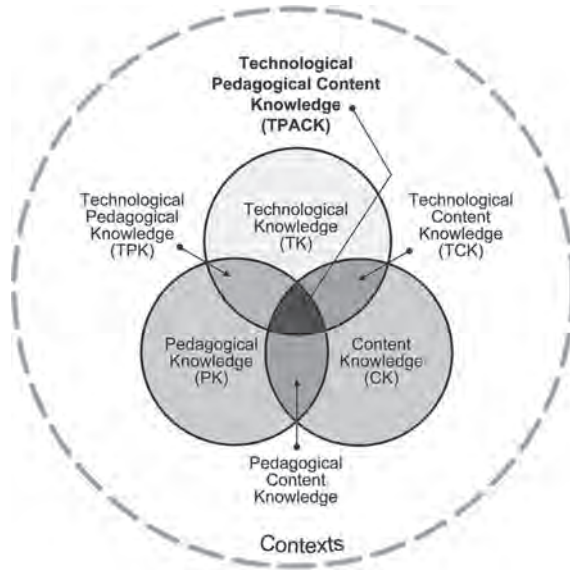 Technological
Pedagogical Content
Knowledge
(TPACK)
Technological
Pedagogical
Knowledge
(TPK)
Technological
Knowledge
(TK)
Technological
Content
Knowledge
(TCK)
Pedagogical
Knowledge
(PK)
Content
Knowledge
(CK)
Pedagogical
Content
Knowledge
Contexts